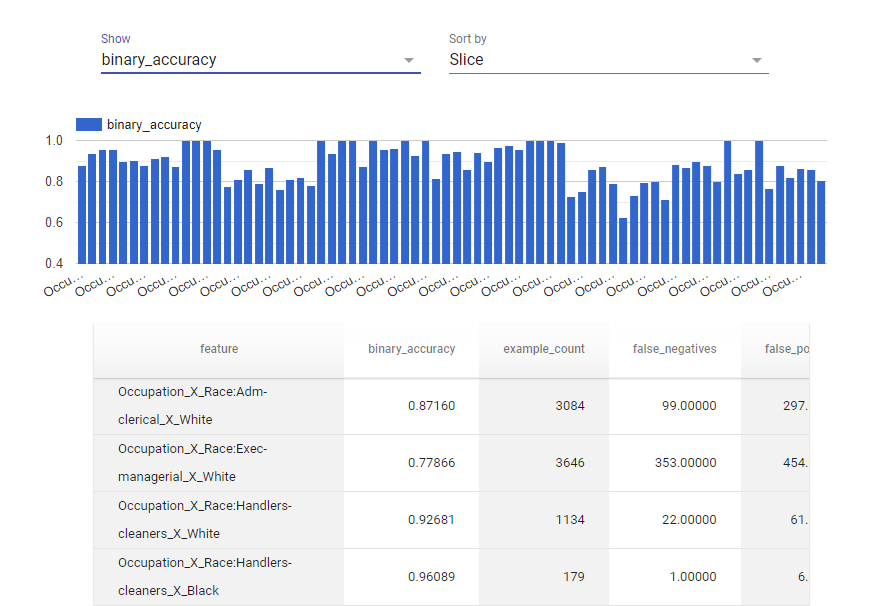 Show Sort by
binary_accuracy Slice
binary_accuracy
1.0
0.8
0.6
0.4
Occu… Occu… Occu… Occu… Occu… Occu… Occu… Occu… Occu… Occu… Occu… Occu… Occu… Occu… Occu… Occu… Occu… Occu… Occu… Occu… Occu… Occu… Occu… Occu…
feature binary_accuracy example_count false_negatives false_po
Occupation_X_Race:Adm-
clerical_X_White 0.87160 3084 99.00000 297.
Occupation_X_Race:Exec-
managerial_X_White 0.77866 3646 353.00000 454.
Occupation_X_Race:Handlers-
cleaners_X_White 0.92681 1134 22.00000 61.
Occupation_X_Race:Handlers-
cleaners_X_Black 0.96089 179 1.00000 6.